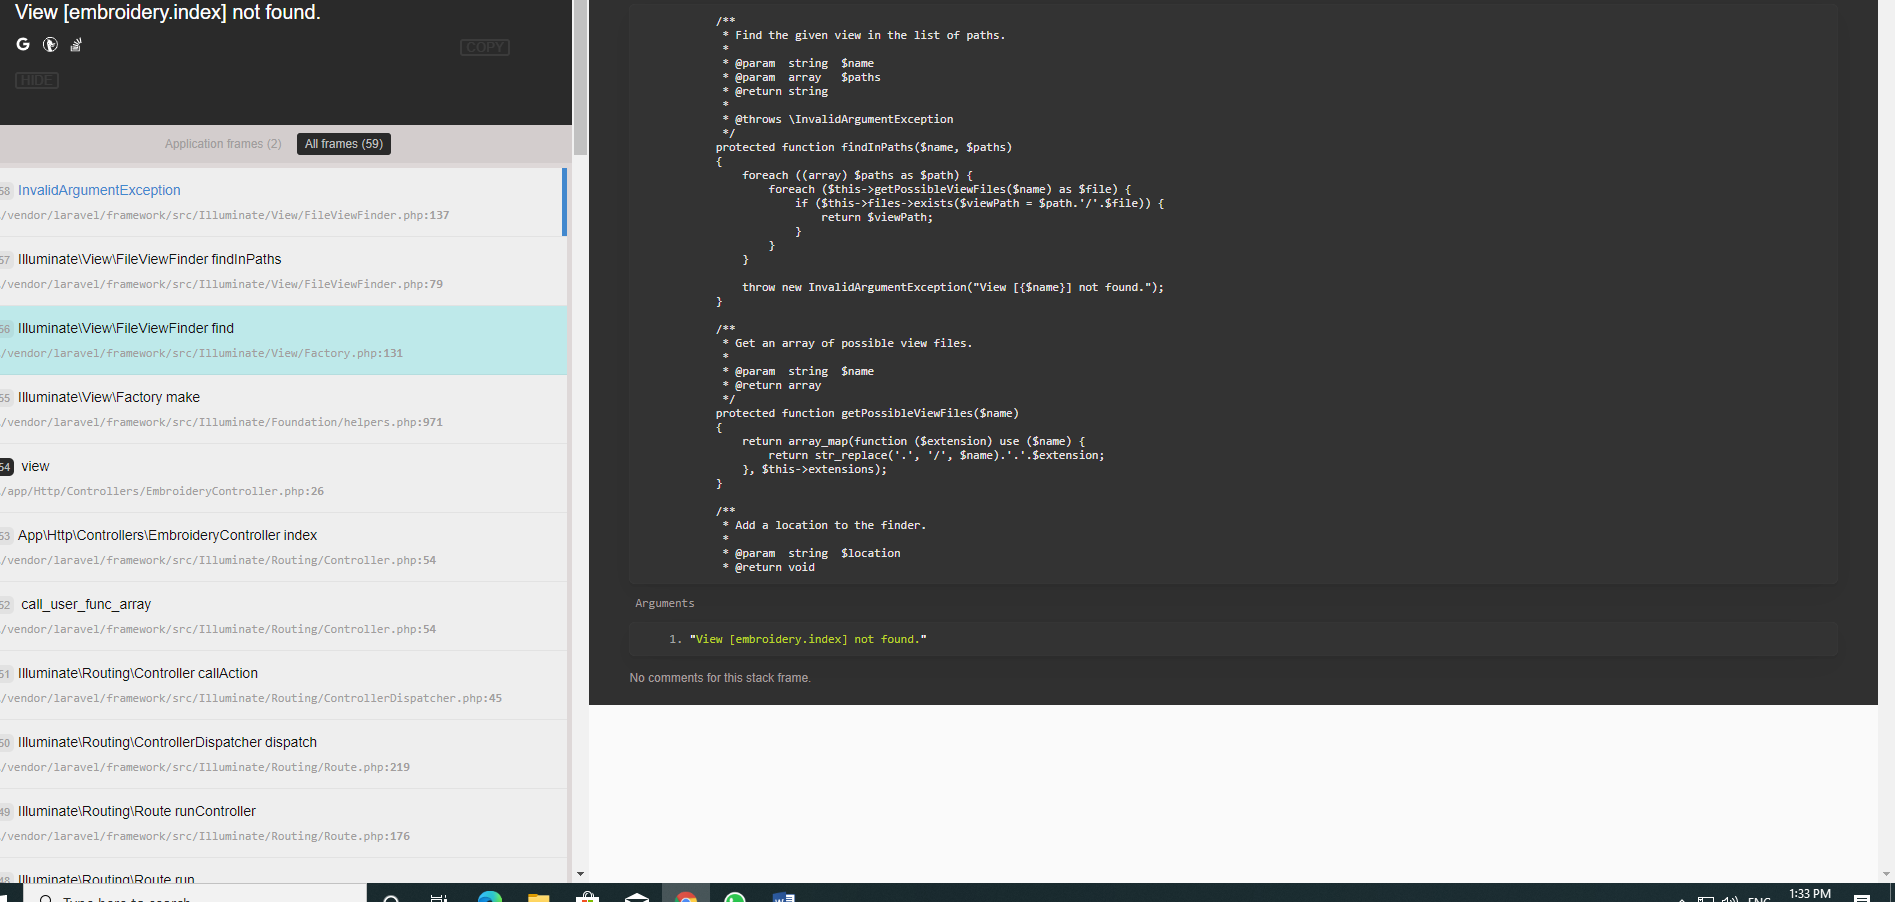 View [embroidery.index] not found.
COPY
HIDE
Application frames (2) All frames (59)
58 InvalidArgumentException
/vendor/laravel/framework/src/Illuminate/View/FileViewFinder.php:137
57 Illuminate\View\FileViewFinder findInPaths
/vendor/laravel/framework/src/Illuminate/View/FileViewFinder.php:79
56 Illuminate\View\FileViewFinder find
/vendor/laravel/framework/src/Illuminate/View/Factory.php:131
55 Illuminate\View\Factory make
/vendor/laravel/framework/src/Illuminate/Foundation/helpers.php:971
54 view
/app/Http/Controllers/EmbroideryController.php:26
53 App\Http\Controllers\EmbroideryController index
/vendor/laravel/framework/src/Illuminate/Routing/Controller.php:54
52 call_user_func_array
/vendor/laravel/framework/src/Illuminate/Routing/Controller.php:54
51 Illuminate\Routing\Controller callAction
/vendor/laravel/framework/src/Illuminate/Routing/ControllerDispatcher.php:45
50 Illuminate\Routing\ControllerDispatcher dispatch
/vendor/laravel/framework/src/Illuminate/Routing/Route.php:219
49 Illuminate\Routing\Route runController
/vendor/laravel/framework/src/Illuminate/Routing/Route.php:176
48 Illuminate\Routing\Route run
/**
* Find the given view in the list of paths.
*
* @param  string  $name
* @param  array   $paths
* @return string
*
* @throws \InvalidArgumentException
*/
protected function findInPaths($name, $paths)
{
foreach ((array) $paths as $path) {
foreach ($this->getPossibleViewFiles($name) as $file) {
if ($this->files->exists($viewPath = $path.'/'.$file)) {
return $viewPath;
}
}
}
throw new InvalidArgumentException("View [{$name}] not found.");
}
/**
* Get an array of possible view files.
*
* @param  string  $name
* @return array
*/
protected function getPossibleViewFiles($name)
{
return array_map(function ($extension) use ($name) {
return str_replace('.', '/', $name).'.'.$extension;
}, $this->extensions);
}
/**
* Add a location to the finder.
*
* @param  string  $location
* @return void
Arguments
1. "View [embroidery.index] not found."
No comments for this stack frame.
Type here to search
ENG
1:33 PM